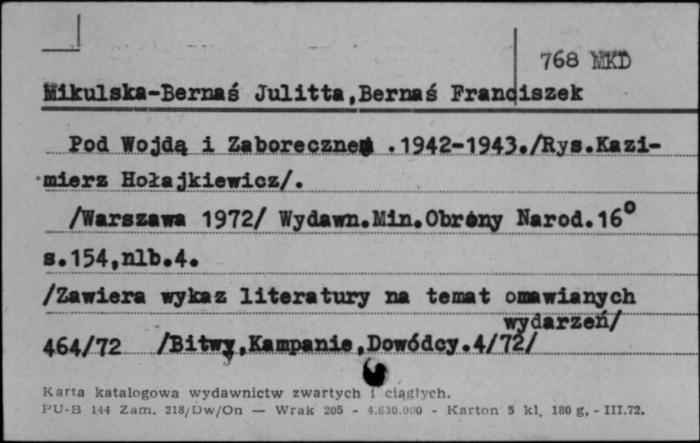 768 MKD
Mikulska-Bernaś Julitta,Bernaś Franciszek
Pod Wojdą i Zaborecznem .1942-1943./Rys.Kazi-
mierz Hołajkiewicz/.
/Warszawa 1972/ Wydawn.Min.Obrony Narod.16°
s.154,nlb.4.
/Zawiera wykaz literatury na temat omawianych
wydarzeń/
464/72 /Bitwy,Kampanie,Dowódcy.4/72/
Karta katalogowa wydawnictw zwartych i ciągłych.
PU-B 144 Zam. 218/Dw/On — Wrak 205 - 4.630.000 - Karton 5 kl. 180 g, - III.72.